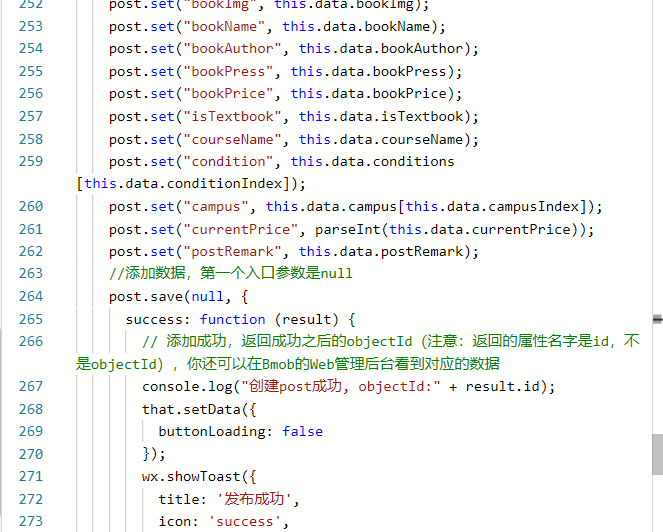 252 post.set("bookImg", this.data.bookImg);
253 post.set("bookName", this.data.bookName);
254 post.set("bookAuthor", this.data.bookAuthor);
255 post.set("bookPress", this.data.bookPress);
256 post.set("bookPrice", this.data.bookPrice);
257 post.set("isTextbook", this.data.isTextbook);
258 post.set("courseName", this.data.courseName);
259 post.set("condition", this.data.conditions
[this.data.conditionIndex]);
260 post.set("campus", this.data.campus[this.data.campusIndex]);
261 post.set("currentPrice", parseInt(this.data.currentPrice));
262 post.set("postRemark", this.data.postRemark);
263 //添加数据，第一个入口参数是null
264 post.save(null, {
265 success: function (result) {
266 // 添加成功，返回成功之后的objectId（注意：返回的属性名字是id，不
是objectId），你还可以在Bmob的Web管理后台看到对应的数据
267 console.log("创建post成功, objectId:" + result.id);
268 that.setData({
269 buttonLoading: false
270 });
271 wx.showToast({
272 title: '发布成功',
273 icon: 'success',